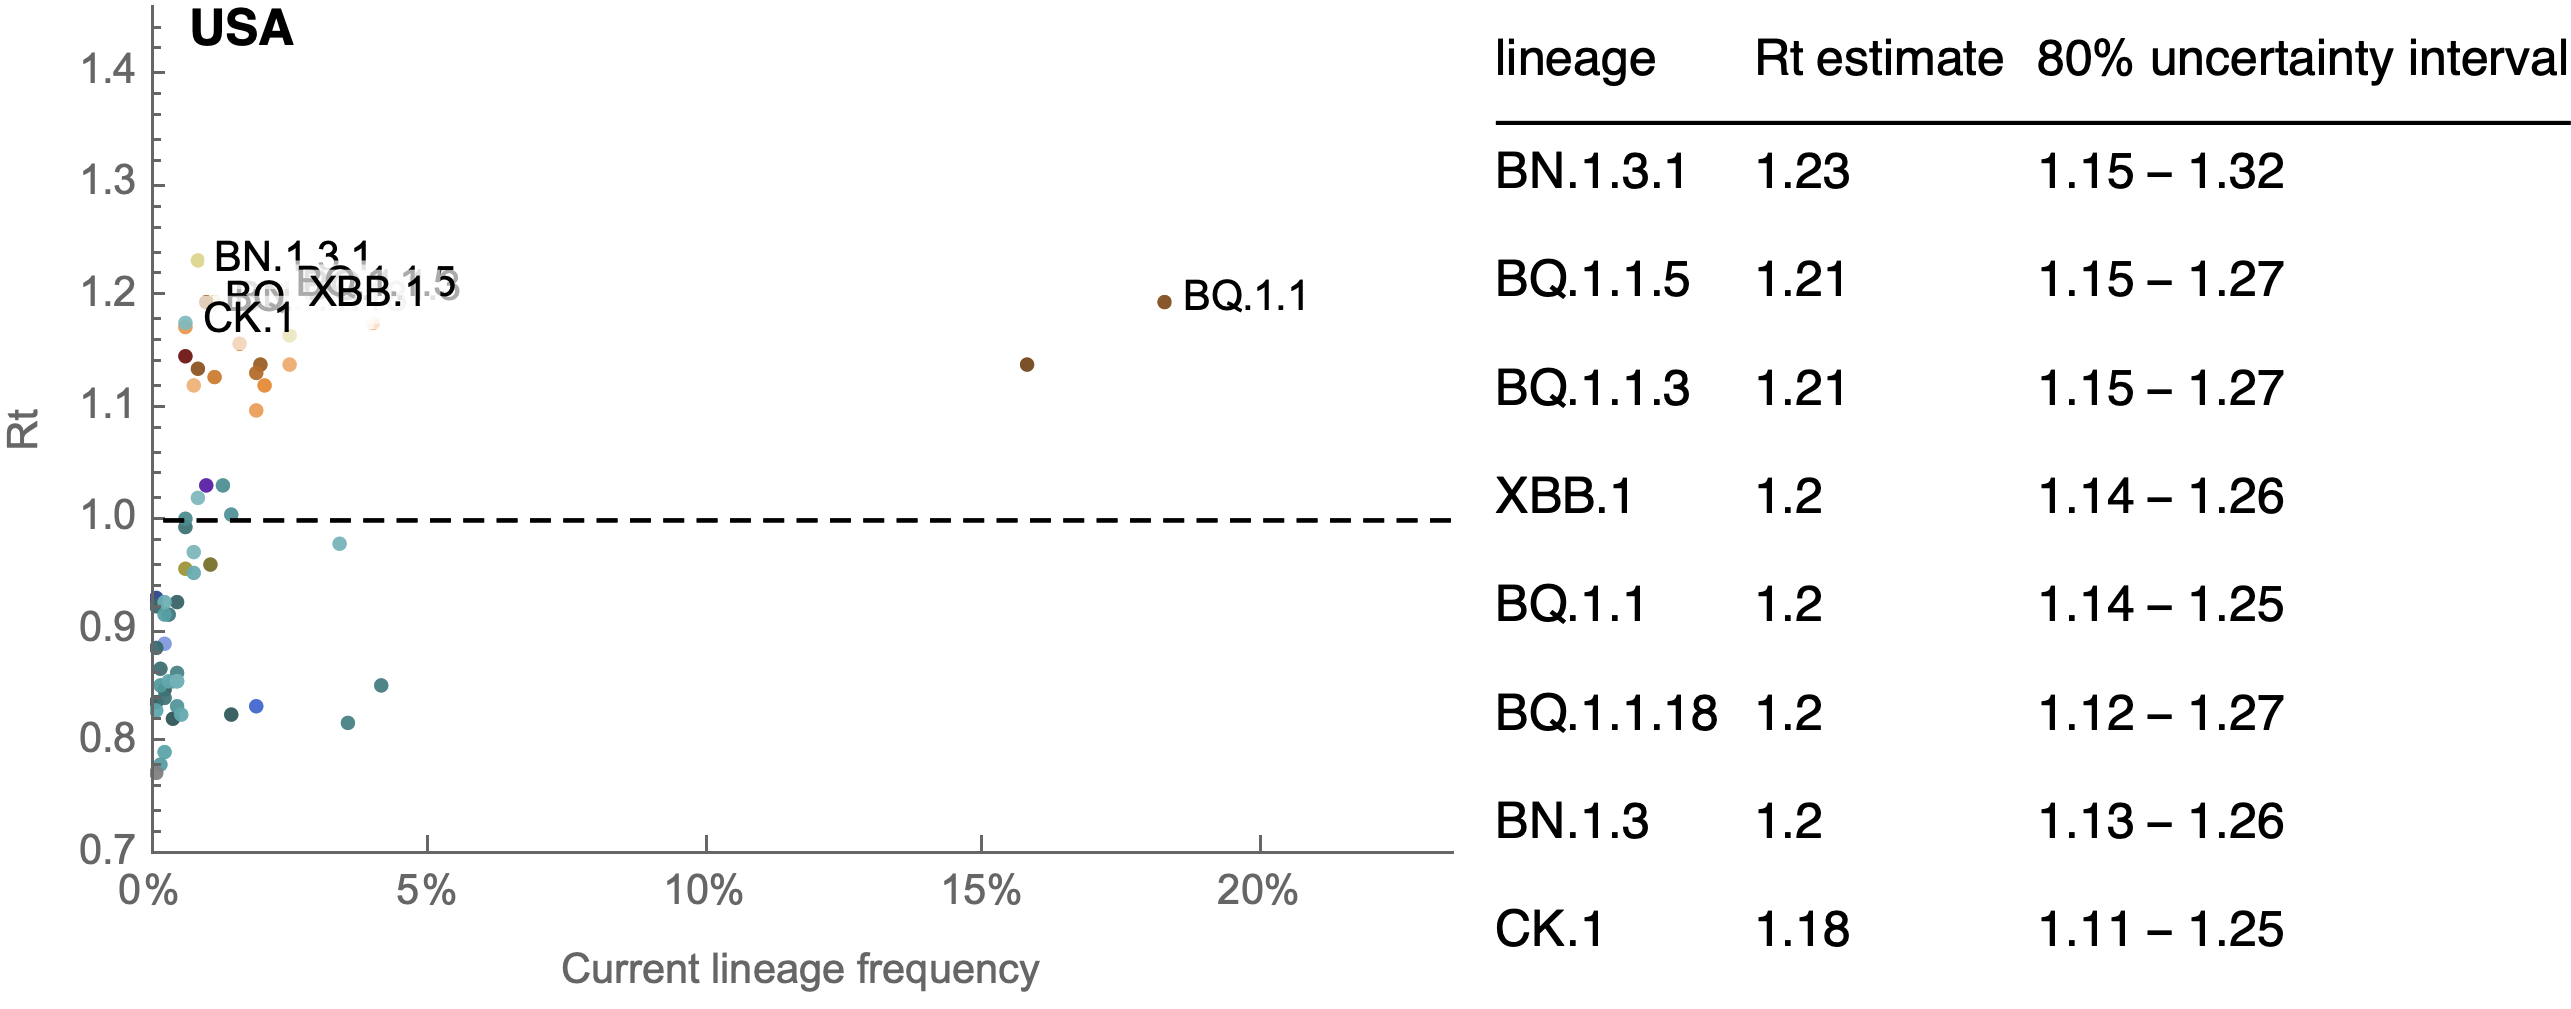 USA
1.4
1.3
1.2
1.1
1.0
0.9
0.8
0.7
Rt
BN.1.3.1
XBB.1
CK.1
BQ.1.1
0% 5% 10% 15% 20%
Current lineage frequency
lineage Rt estimate 80% uncertainty interval
BN.1.3.1 1.23 1.15 – 1.32
BQ.1.1.5 1.21 1.15 – 1.27
BQ.1.1.3 1.21 1.15 – 1.27
XBB.1 1.2 1.14 – 1.26
BQ.1.1 1.2 1.14 – 1.25
BQ.1.1.18 1.2 1.12 – 1.27
BN.1.3 1.2 1.13 – 1.26
CK.1 1.18 1.11 – 1.25